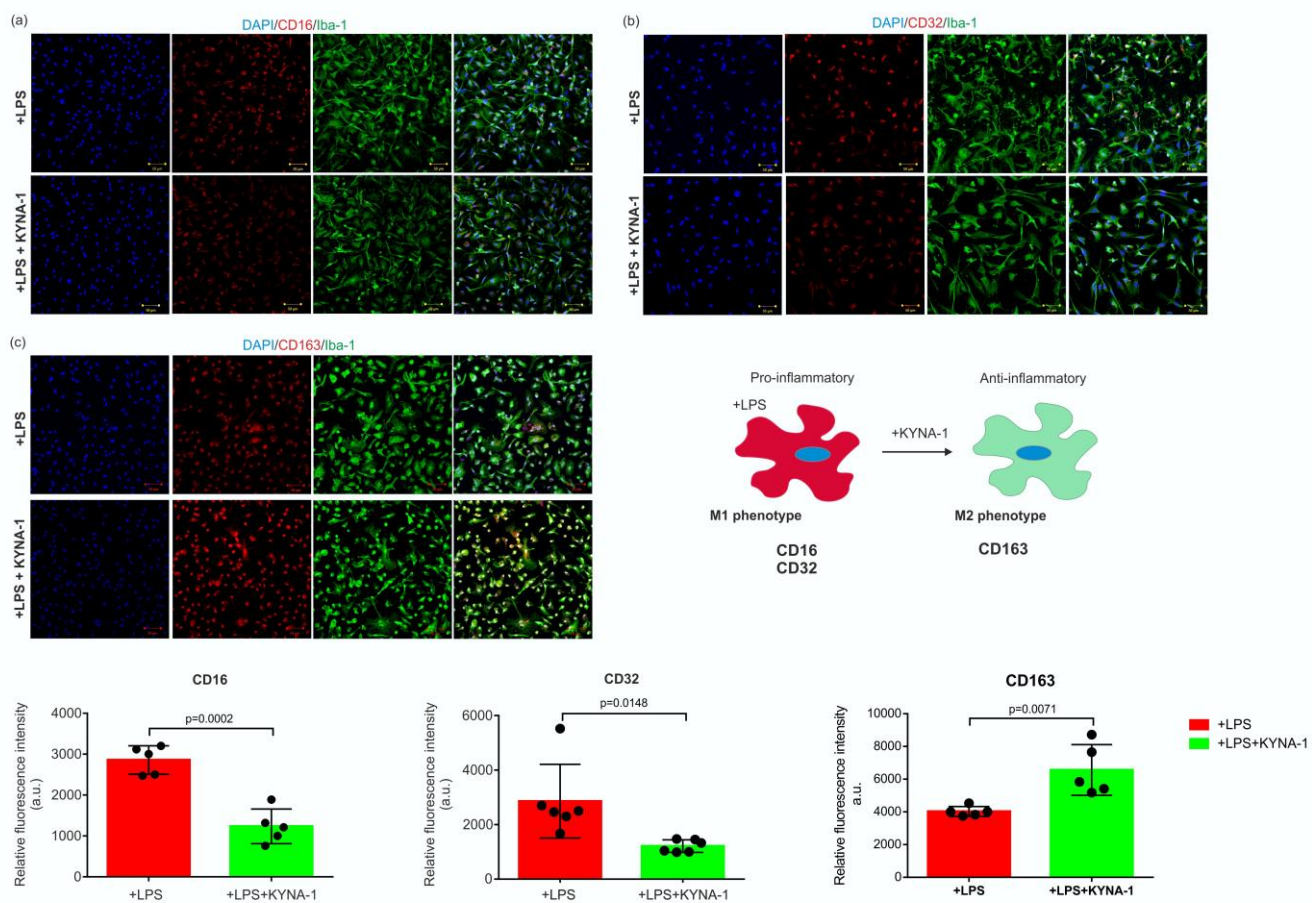 (a)
DAPI/CD16/Iba-1
+LPS
+LPS + KYNA-1
(b)
DAPI/CD32/Iba-1
+LPS
+LPS + KYNA-1
(c)
DAPI/CD163/Iba-1
+LPS
+LPS + KYNA-1
Pro-inflammatory
Anti-inflammatory
+LPS
+KYNA-1
M1 phenotype
M2 phenotype
CD16
CD32
CD163
CD16
p=0.0002
Relative fluorescence intensity
(a.u.)
4000
3000
2000
1000
0
+LPS
+LPS+KYNA-1
CD32
p=0.0148
Relative fluorescence intensity
(a.u.)
6000
4000
2000
0
+LPS
+LPS+KYNA-1
CD163
p=0.0071
Relative fluorescence intensity
a.u.
10000
8000
6000
4000
2000
0
+LPS
+LPS+KYNA-1
+LPS
+LPS+KYNA-1